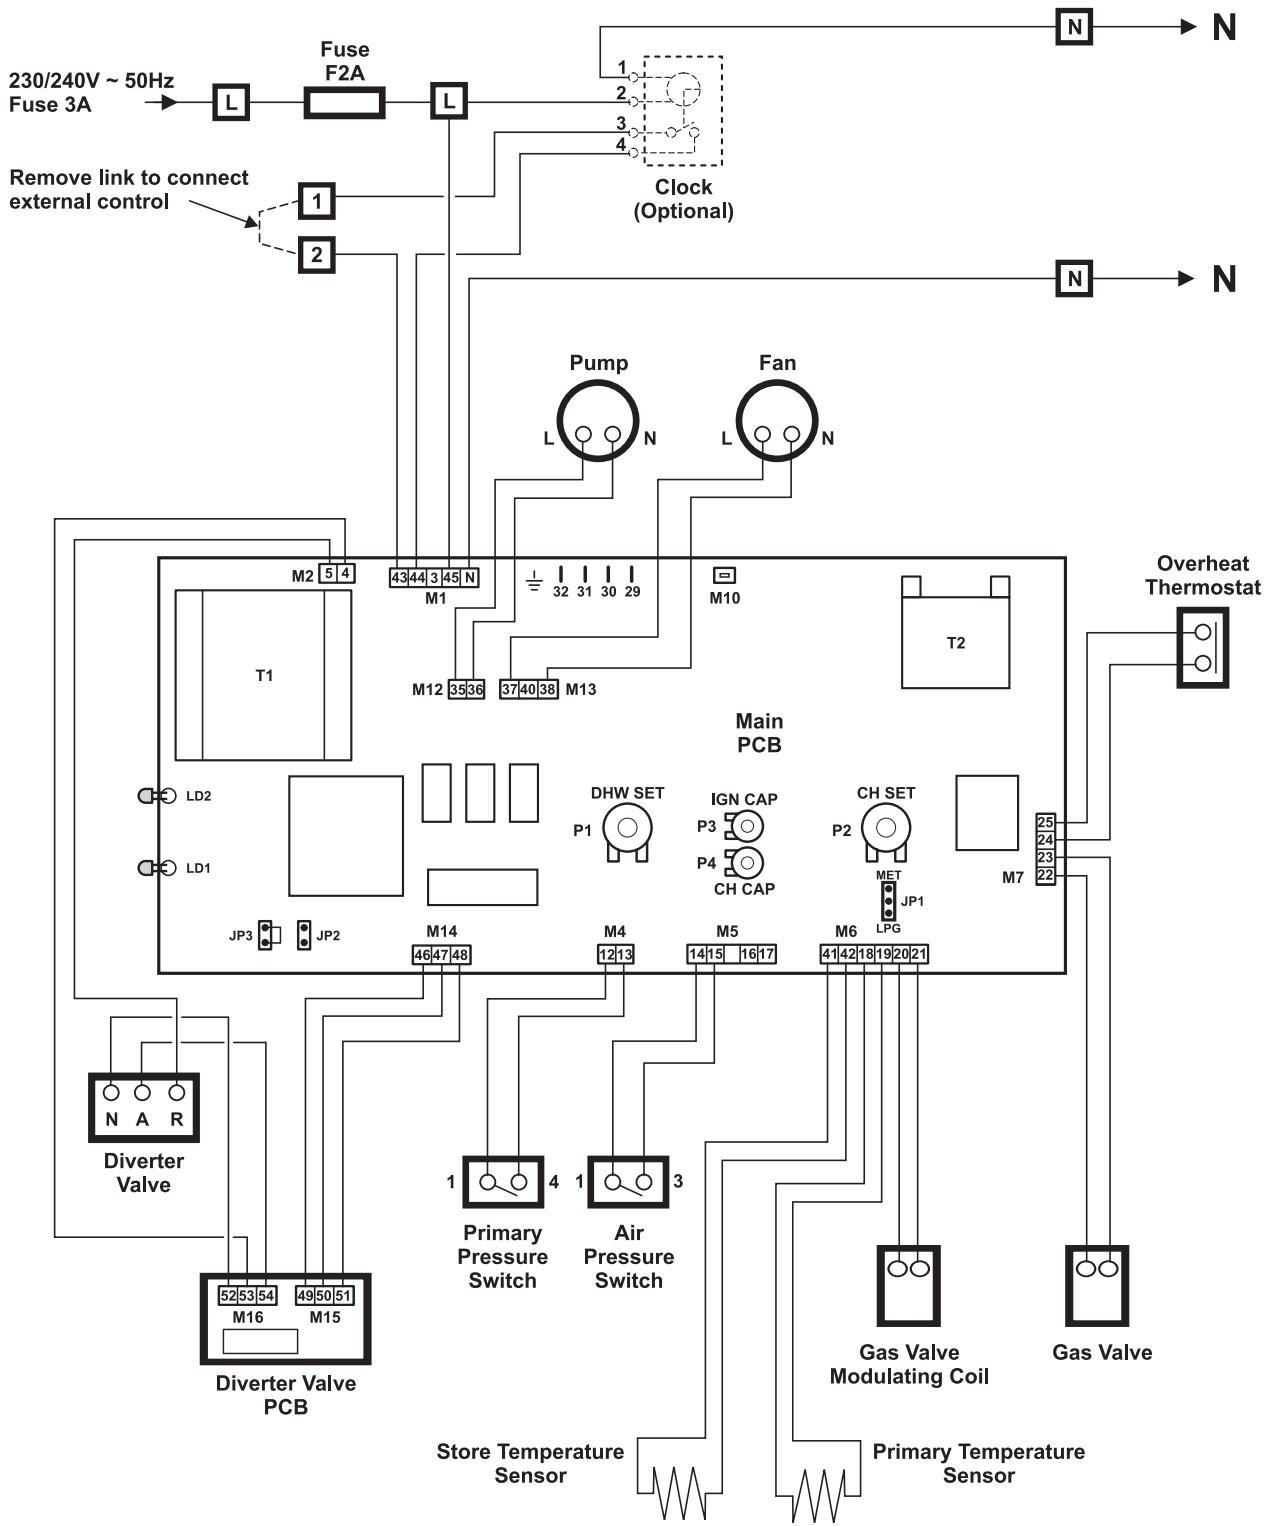 N N
Fuse
F2A
230/240V ~ 50Hz
Fuse 3A
L L
1
2
3
4
Clock
(Optional)
Remove link to connect
external control
1
2
N N
Pump Fan
L N L N
M2 5 4
43 44 3 45 N
M1
32 31 30 29
M10
Overheat
Thermostat
T1
T2
M12 35 36
37 40 38 M13
Main
PCB
LD2
LD1
DHW SET
P1
IGN CAP
P3
P4
CH CAP
CH SET
P2
MET
JP1
LPG
25
24
23
22
M7
JP3 JP2
M14
46 47 48
M4
12 13
M5
14 15 16 17
M6
41 42 18 19 20 21
N A R
Diverter
Valve
1 4
Primary
Pressure
Switch
1 3
Air
Pressure
Switch
52 53 54
M16
49 50 51
M15
Diverter Valve
PCB
Gas Valve
Modulating Coil
Gas Valve
Store Temperature
Sensor
Primary Temperature
Sensor